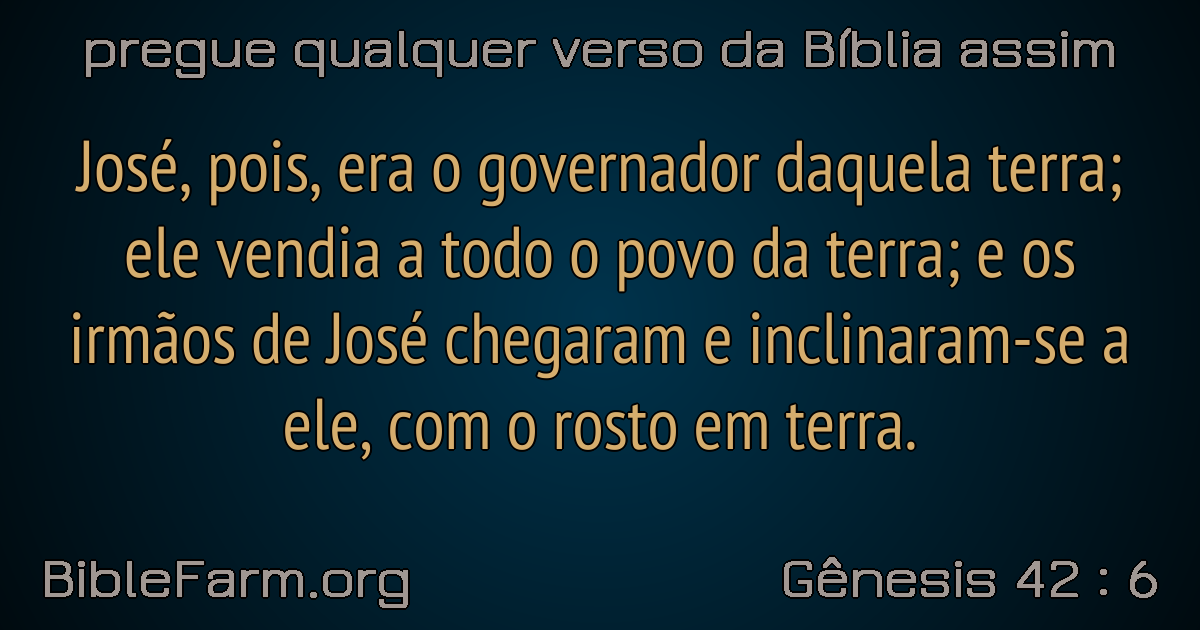 pregue qualquer verso da Bíblia assim
José, pois, era o governador daquela terra;
ele vendia a todo o povo da terra; e os
irmãos de José chegaram e inclinaram-se a
ele, com o rosto em terra.
BibleFarm.org
Gênesis 42 : 6